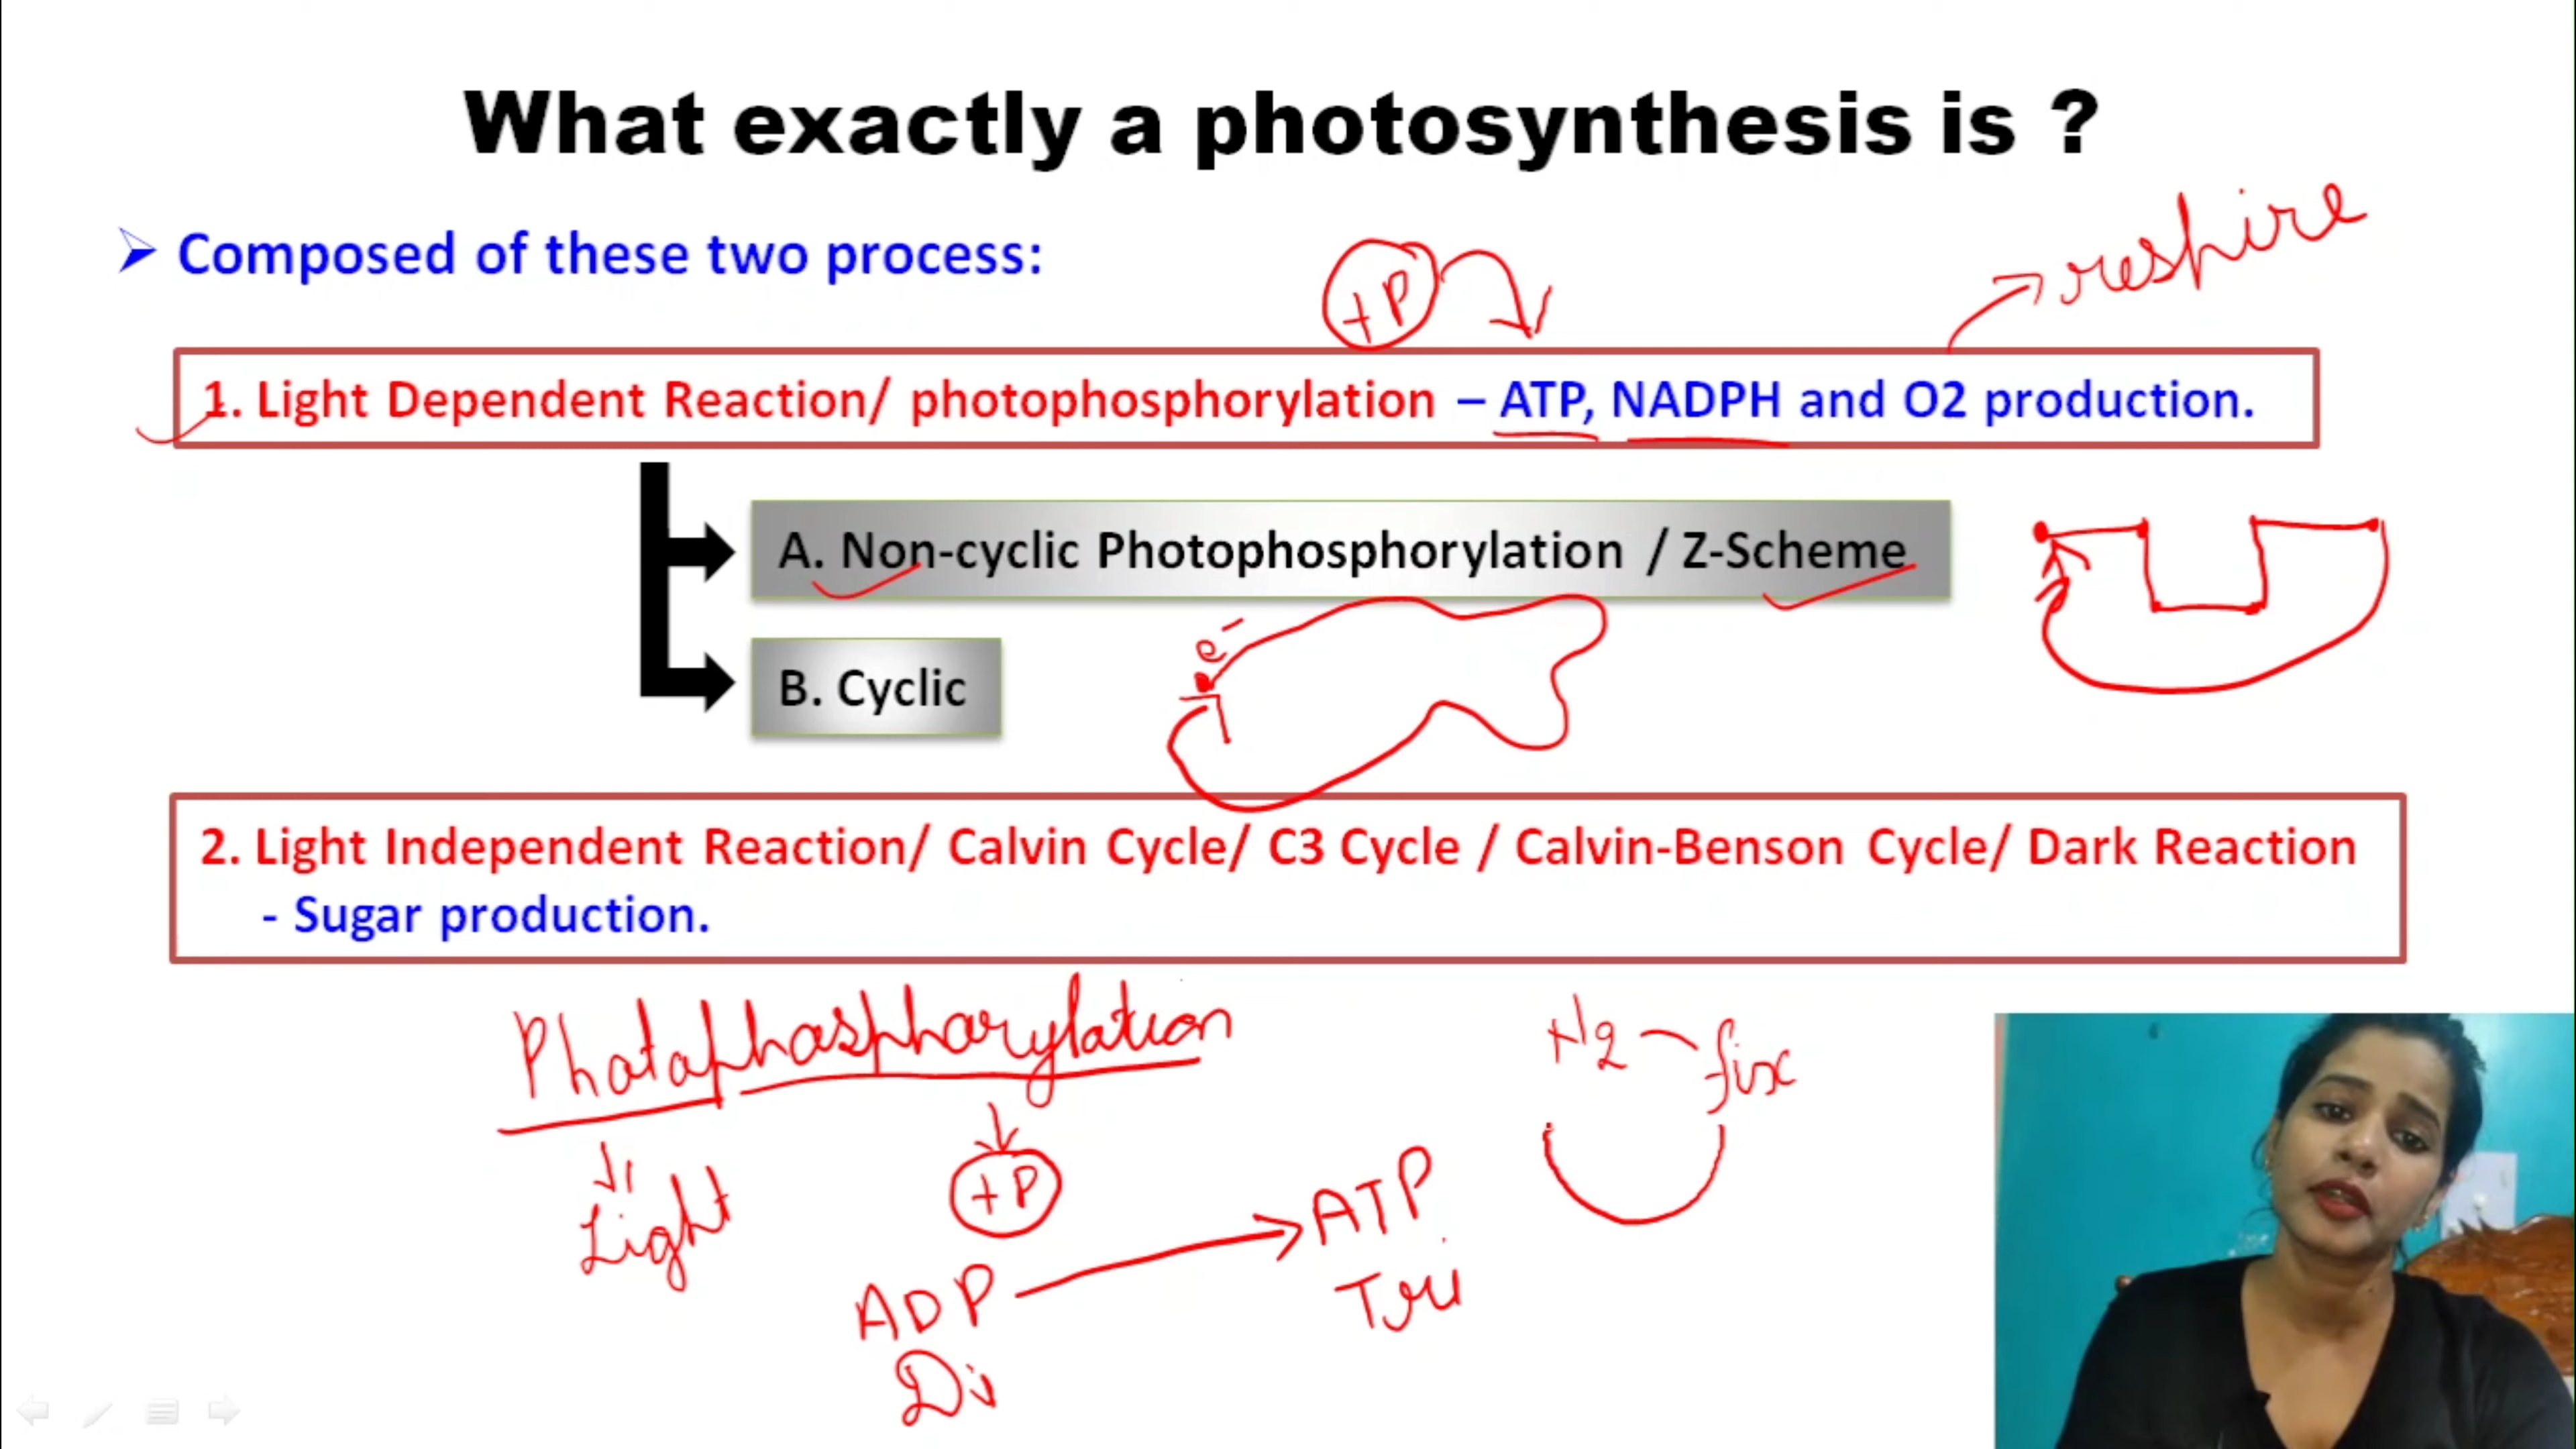 What exactly a photosynthesis is ?
➤ Composed of these two process:
+P
respire
1. Light Dependent Reaction/ photophosphorylation – ATP, NADPH and O2 production.
A. Non-cyclic Photophosphorylation / Z-Scheme
e-
B. Cyclic
2. Light Independent Reaction/ Calvin Cycle/ C3 Cycle / Calvin-Benson Cycle/ Dark Reaction
- Sugar production.
Photophosphorylation
N2
fix
Light
+P
ADP
ATP
Di
Tri